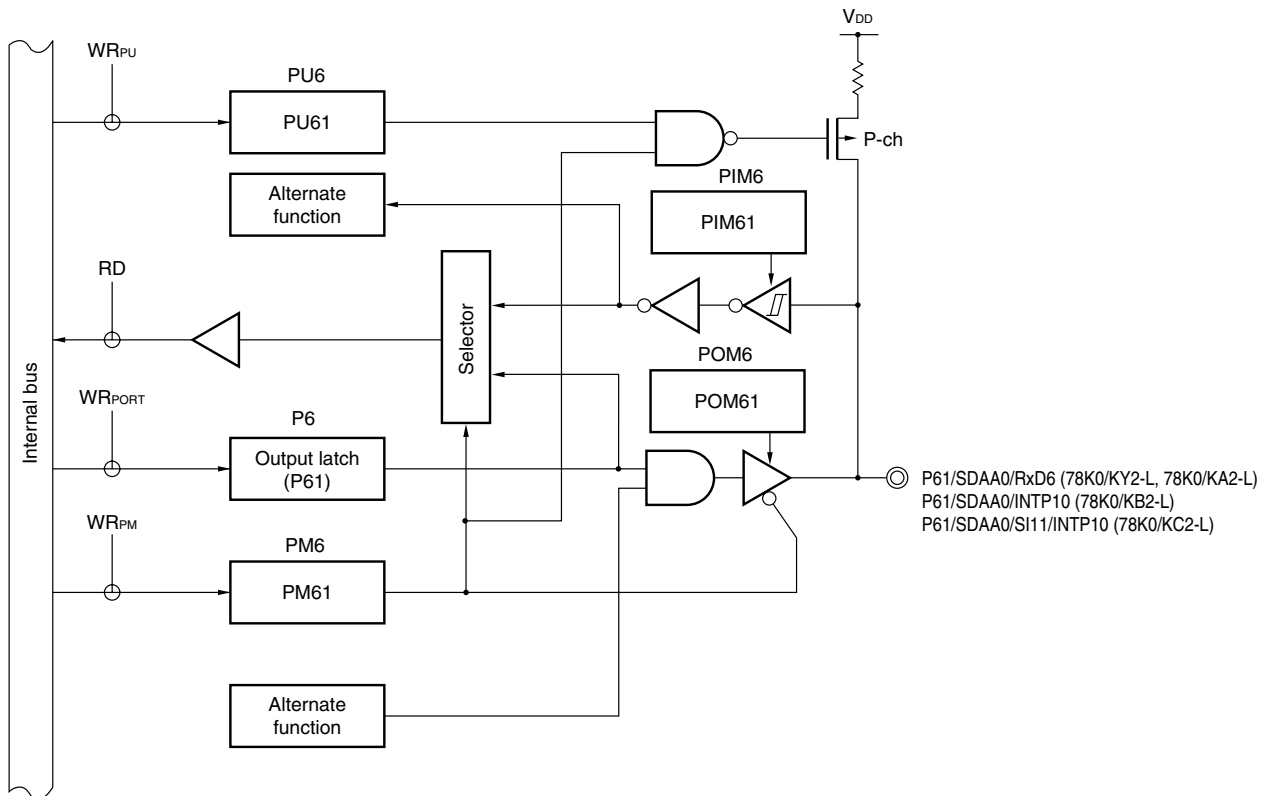 VDD
WRPU
PU6
PU61
P-ch
Alternate
function
PIM6
PIM61
RD
Selector
Internal bus
POM6
POM61
WRPORT
P6
Output latch
(P61)
P61/SDAA0/RxD6 (78K0/KY2-L, 78K0/KA2-L)
P61/SDAA0/INTP10 (78K0/KB2-L)
P61/SDAA0/SI11/INTP10 (78K0/KC2-L)
WRPM
PM6
PM61
Alternate
function